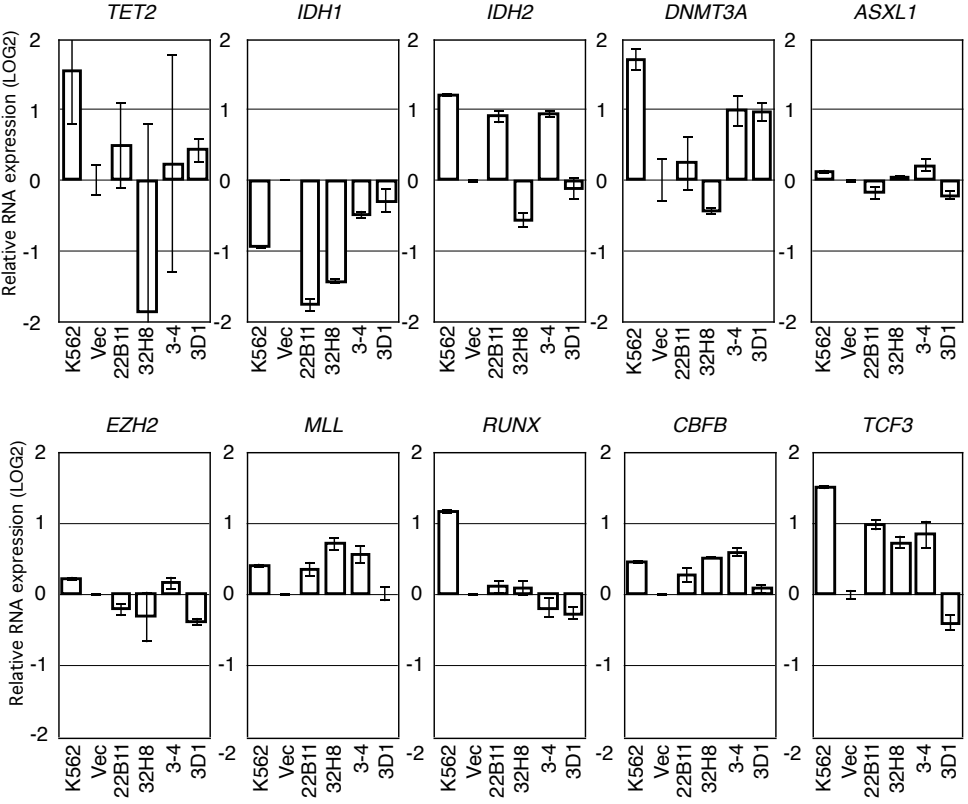 TET2 IDH1 IDH2 DNMT3A ASXL1
Relative RNA expression (LOG2)
2 2 2 2 2
1 1 1 1 1
0 0 0 0 0
-1 -1 -1 -1 -1
-2 -2 -2 -2 -2
K562 Vec 22B11 32H8 3-4 3D1 K562 Vec 22B11 32H8 3-4 3D1 K562 Vec 22B11 32H8 3-4 3D1 K562 Vec 22B11 32H8 3-4 3D1 K562 Vec 22B11 32H8 3-4 3D1
EZH2 MLL RUNX CBFB TCF3
Relative RNA expression (LOG2)
2 2 2 2 2
1 1 1 1 1
0 0 0 0 0
-1 -1 -1 -1 -1
-2 -2 -2 -2 -2
K562 Vec 22B11 32H8 3-4 3D1 K562 Vec 22B11 32H8 3-4 3D1 K562 Vec 22B11 32H8 3-4 3D1 K562 Vec 22B11 32H8 3-4 3D1 K562 Vec 22B11 32H8 3-4 3D1